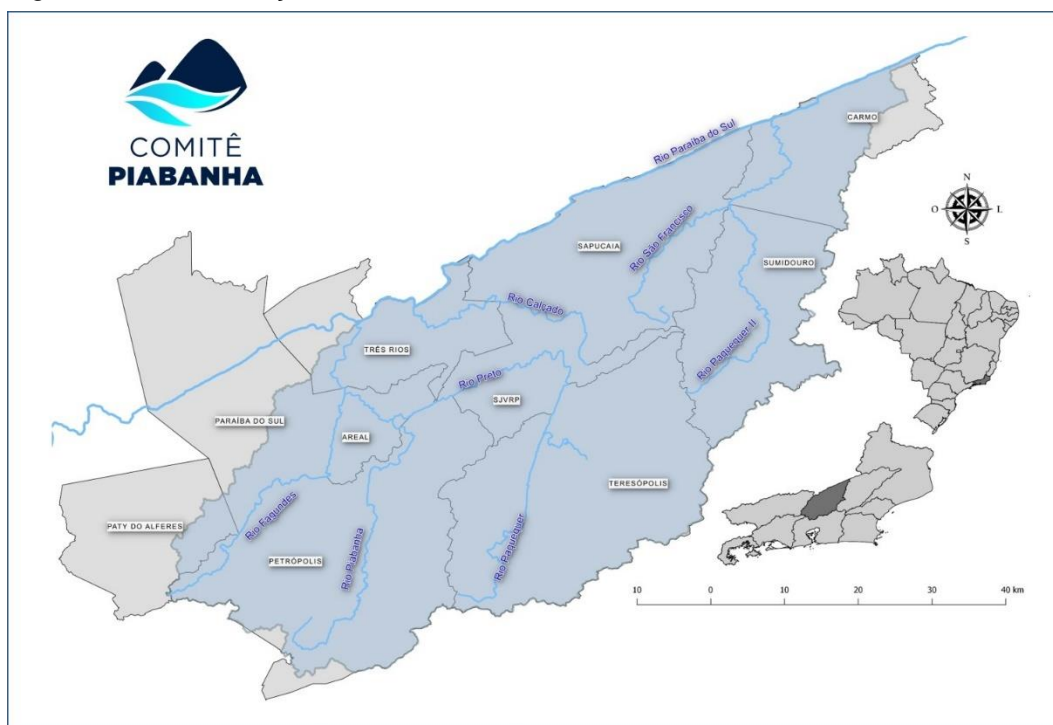 COMITÊ
PIABANHA
CARMO
Rio Paraíba do Sul
N
O
L
S
SAPUCAIA
Rio São Francisco
SUMIDOURO
Rio Calçado
TRÊS RIOS
Rio Preto
Rio Paquequer II
SJVRP
PARAÍBA DO SUL
AREAL
TERESÓPOLIS
PATY DO ALFERES
Rio Fagundes
PETRÓPOLIS
Rio Piabanha
Rio Paquequer
10 0 10 20 30 40 km